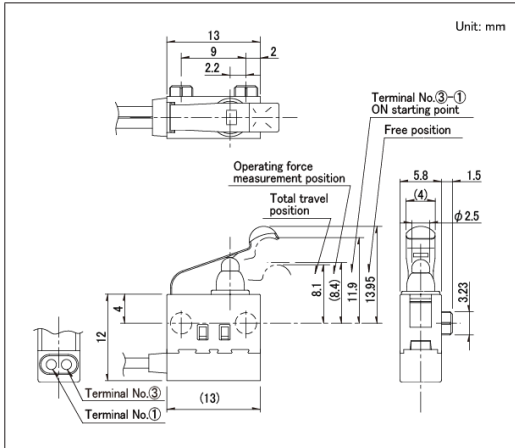 Unit: mm
13
9
2
2.2
Terminal No.③-①
ON starting point
Free position
Operating force
measurement position
Total travel
position
5.8
1.5
(4)
φ2.5
3.23
8.1
(8.4)
11.9
13.95
4
12
(13)
Terminal No.③
Terminal No.①